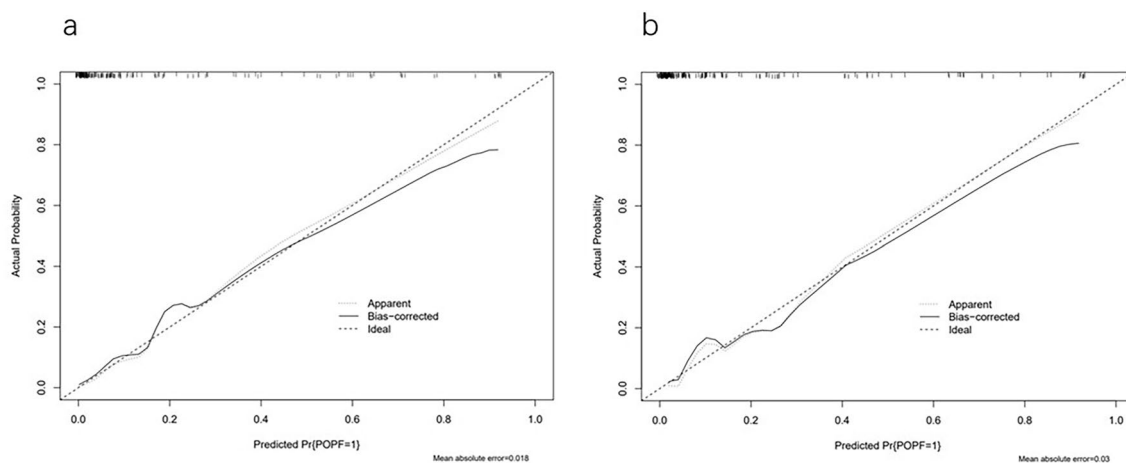 a
b
1.0
0.8
0.6
0.4
0.2
0.0
Actual Probability
Apparent
Bias-corrected
Ideal
0.0 0.2 0.4 0.6 0.8 1.0
Predicted Pr{POPF=1}
Mean absolute error=0.018
1.0
0.8
0.6
0.4
0.2
0.0
Actual Probability
Apparent
Bias-corrected
Ideal
0.0 0.2 0.4 0.6 0.8 1.0
Predicted Pr{POPF=1}
Mean absolute error=0.03